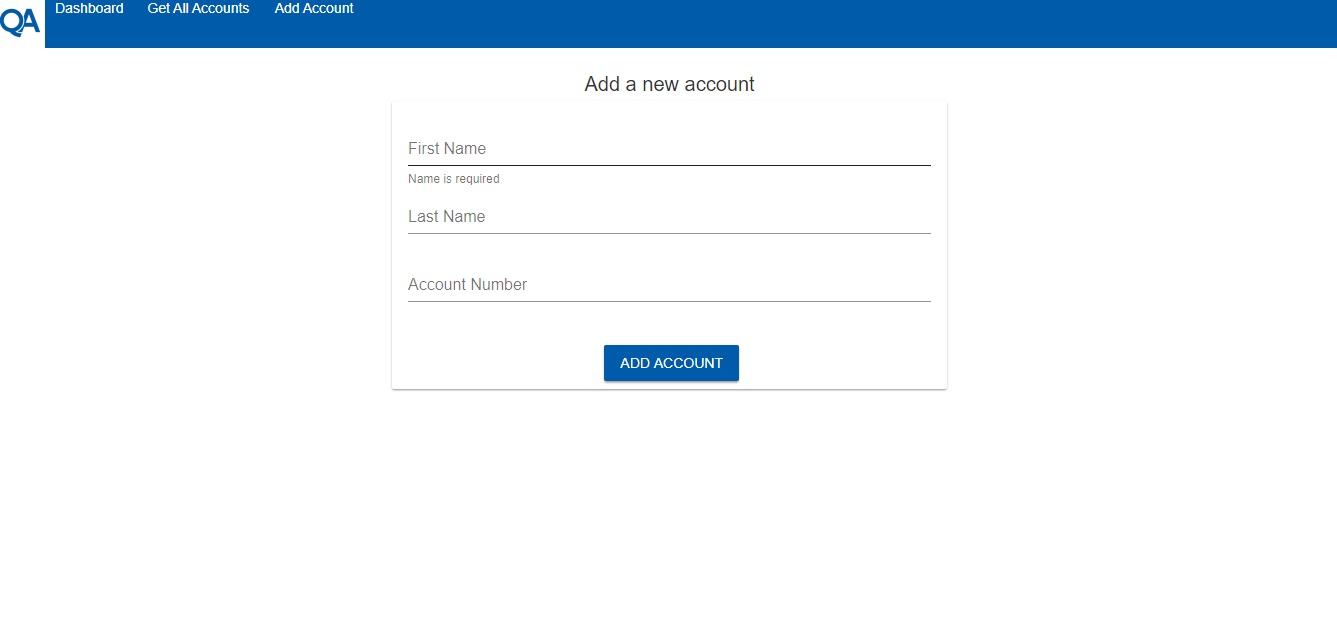 QA Dashboard Get All Accounts Add Account
Add a new account
First Name
Name is required
Last Name
Account Number
ADD ACCOUNT